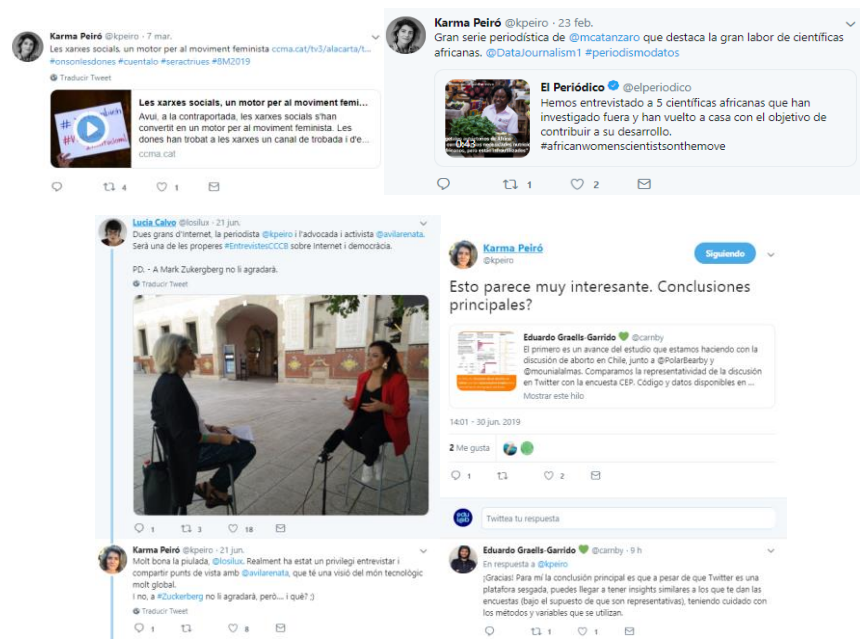 Karma Peiró @kpeiro · 7 mar.
Les xarxes socials, un motor per al moviment feminista ccma.cat/tv3/alacarta/t...
#onsonlesdones #cuentalo #seractriues #8M2019
Traducir Tweet
Les xarxes socials, un motor per al moviment femi...
Avui, a la contraportada, les xarxes socials s'han
convertit en un motor per al moviment feminista. Les
dones han trobat a les xarxes un canal de trobada i d'e...
ccma.cat
4 1
Karma Peiró @kpeiro · 23 feb.
Gran serie periodística de @mcatanzaro que destaca la gran labor de científicas
africanas. @DataJournalism1 #periodismodatos
El Periódico @elperiodico
Hemos entrevistado a 5 científicas africanas que han
investigado fuera y han vuelto a casa con el objetivo de
contribuir a su desarrollo.
#africanwomenscientistsonthemove
0:43
1 2
Lucia Calvo @losilux · 21 jun.
Dues grans d'Internet, la periodista @kpeiro i l'advocada i activista @avilarenata.
Serà una de les properes #EntrevistesCCCB sobre Internet i democràcia.
PD. - A Mark Zukergberg no li agradarà.
Traducir Tweet
1 3 18
Karma Peiró @kpeiro · 21 jun.
Molt bona la piulada, @losilux. Realment ha estat un privilegi entrevistar i
compartir punts de vista amb @avilarenata, que té una visió del món tecnològic
molt global.
I no, a #Zuckerberg no li agradarà, però... i què? ;)
Traducir Tweet
1 8
Karma Peiró
@kpeiro
Siguiendo
Esto parece muy interesante. Conclusiones
principales?
Eduardo Graells-Garrido @carnby
El primero es un avance del estudio que estamos haciendo con la
discusión de aborto en Chile, junto a @PolarBearby y
@mounialalmas. Comparamos la representatividad de la discusión
en Twitter con la encuesta CEP. Código y datos disponibles en ...
Mostrar este hilo
14:01 - 30 jun. 2019
2 Me gusta
1 2
Twittea tu respuesta
Eduardo Graells-Garrido @carnby · 9 h
En respuesta a @kpeiro
¡Gracias! Para mí la conclusión principal es que a pesar de que Twitter es una
platafora sesgada, puedes llegar a tener insights similares a los que te dan las
encuestas (bajo el supuesto de que son representativas), teniendo cuidado con
los métodos y variables que se utilizan.
1 1